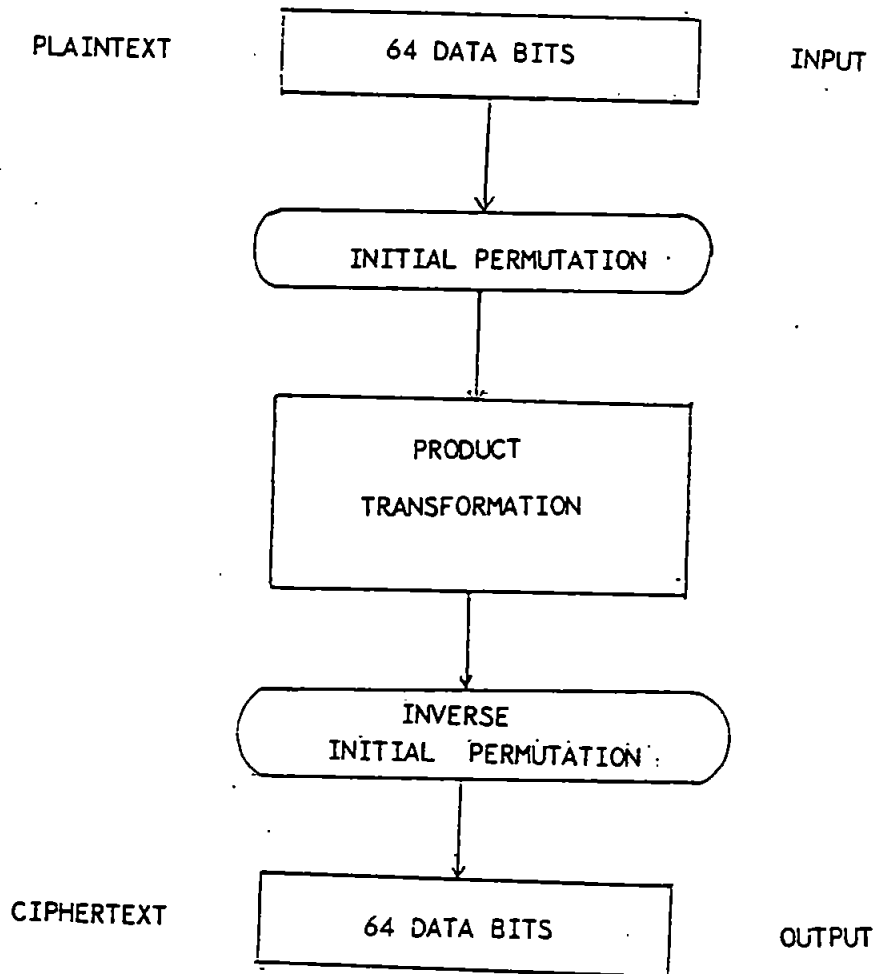 PLAINTEXT 64 DATA BITS INPUT
INITIAL PERMUTATION
PRODUCT
TRANSFORMATION
INVERSE
INITIAL PERMUTATION
CIPHERTEXT 64 DATA BITS OUTPUT